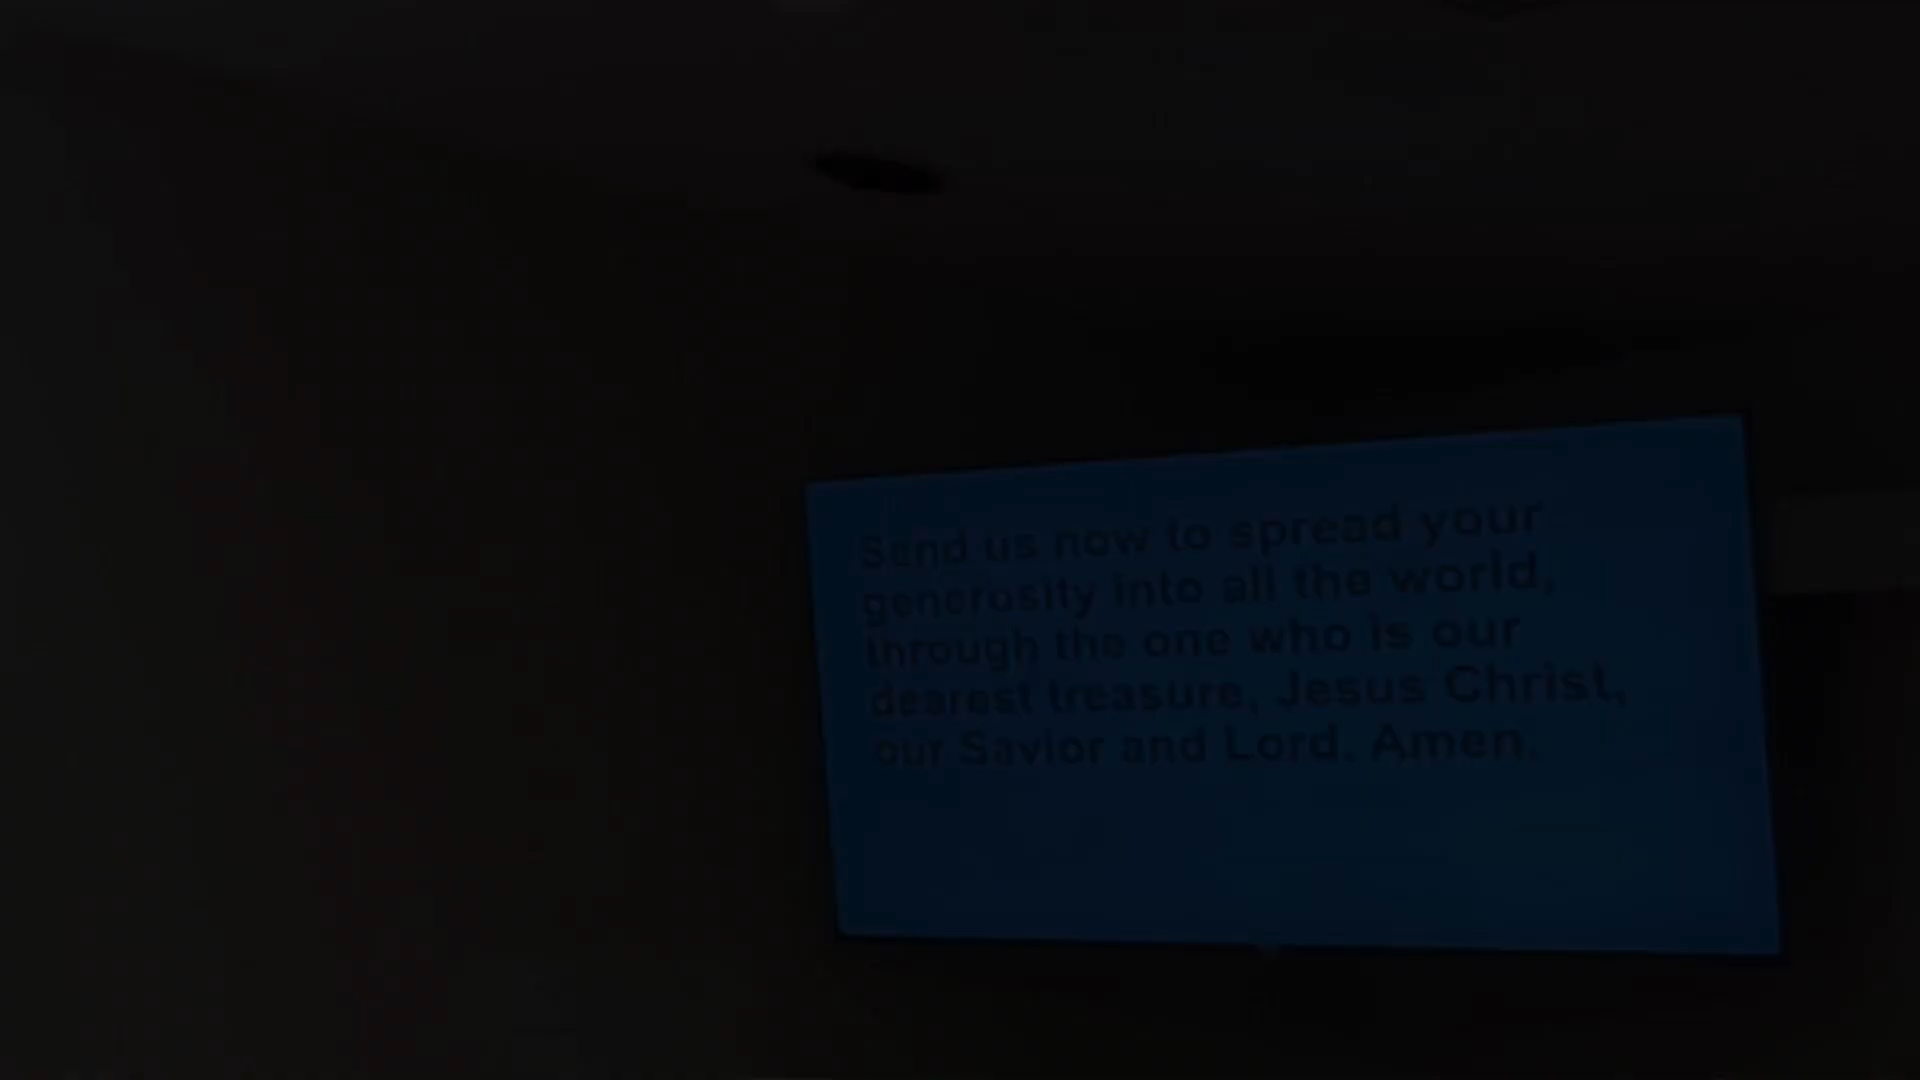 Send us now to spread your
generosity into all the world,
through the one who is our
dearest treasure, Jesus Christ,
our Savior and Lord. Amen.